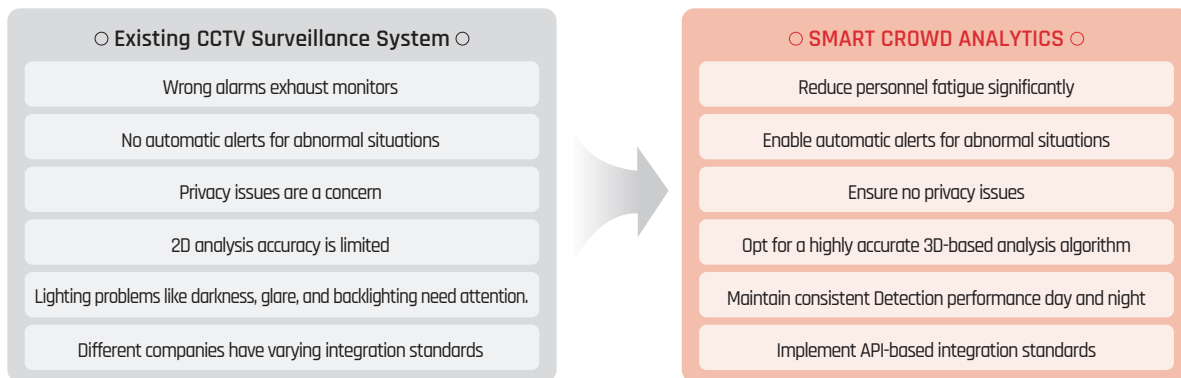 Existing CCTV Surveillance System
Wrong alarms exhaust monitors
No automatic alerts for abnormal situations
Privacy issues are a concern
2D analysis accuracy is limited
Lighting problems like darkness, glare, and backlighting need attention.
Different companies have varying integration standards
SMART CROWD ANALYTICS
Reduce personnel fatigue significantly
Enable automatic alerts for abnormal situations
Ensure no privacy issues
Opt for a highly accurate 3D-based analysis algorithm
Maintain consistent Detection performance day and night
Implement API-based integration standards